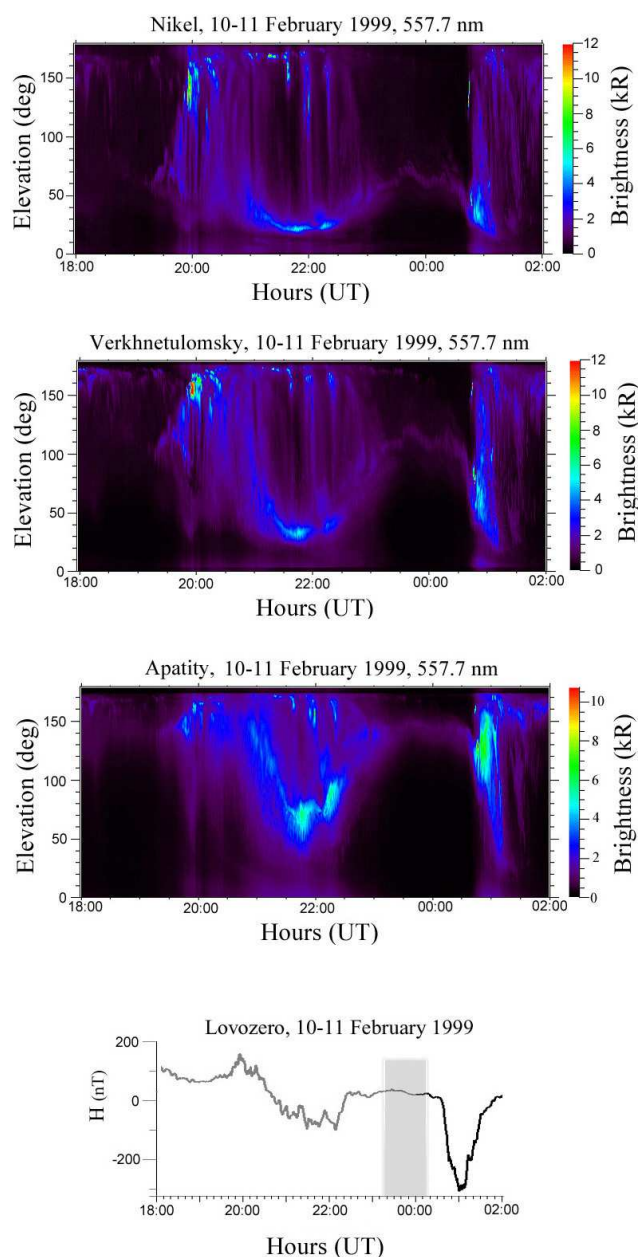 Nikel, 10-11 February 1999, 557.7 nm
Elevation (deg)
150
100
50
0
18:00 20:00 22:00 00:00 02:00
Hours (UT)
12
10
8
6
4
2
0
Brightness (kR)
Verkhnetulomsky, 10-11 February 1999, 557.7 nm
Elevation (deg)
150
100
50
0
18:00 20:00 22:00 00:00 02:00
Hours (UT)
12
10
8
6
4
2
0
Brightness (kR)
Apatity, 10-11 February 1999, 557.7 nm
Elevation (deg)
150
100
50
0
18:00 20:00 22:00 00:00 02:00
Hours (UT)
10
8
6
4
2
0
Brightness (kR)
Lovozero, 10-11 February 1999
H (nT)
200
0
-200
18:00 20:00 22:00 00:00 02:00
Hours (UT)